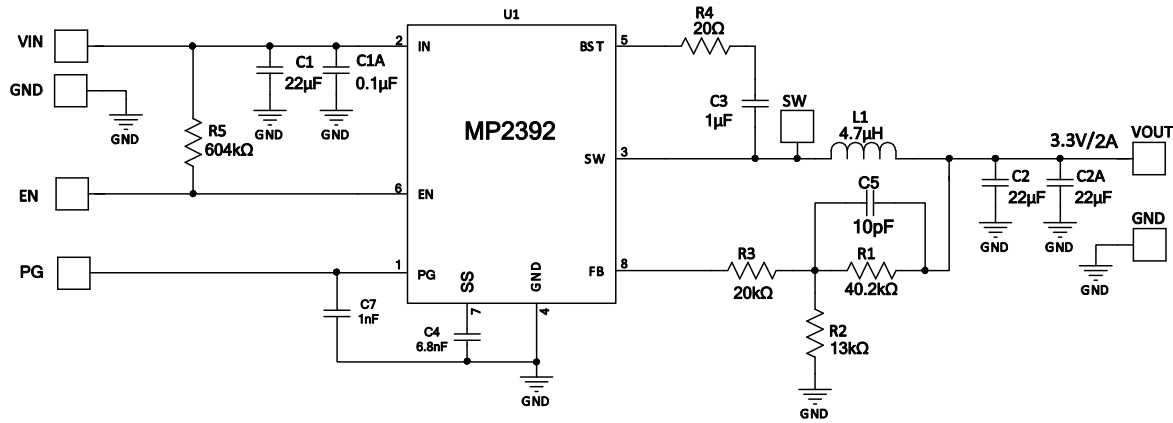 U1
MP2392
VIN
GND
GND
R5
604kΩ
C1
22µF
GND
C1A
0.1µF
GND
EN
PG
C7
1nF
2
IN
6
EN
1
PG
SS
7
GND
4
C4
6.8nF
GND
BST
5
SW
3
FB
8
R4
20Ω
C3
1µF
SW
L1
4.7µH
3.3V/2A
VOUT
C5
10pF
R3
20kΩ
R1
40.2kΩ
R2
13kΩ
GND
C2
22µF
GND
C2A
22µF
GND
GND
GND